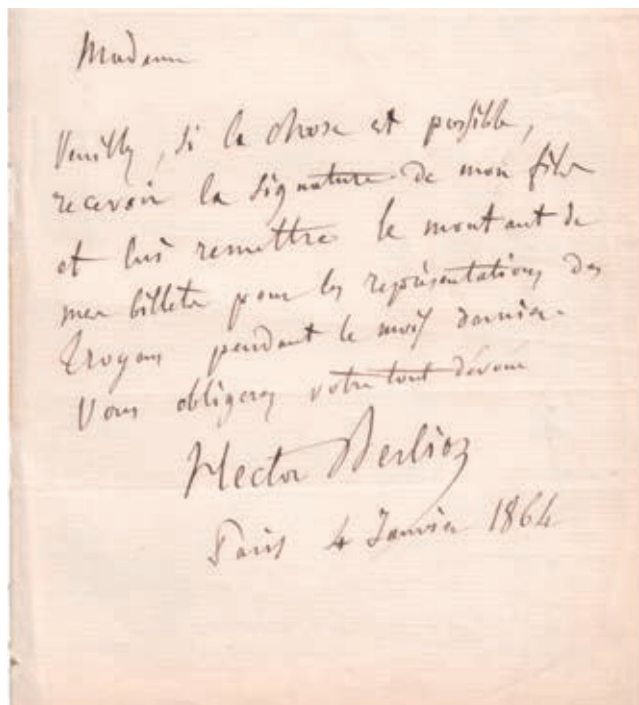 Madame
Veuillez, si la chose est possible,
recevoir la signature de mon fils
et lui remettre le montant de
mes billets pour les représentations des
Troyens pendant le mois dernier.
Vous obligerez votre tout dévoué
Hector Berlioz
Paris 4 Janvier 1864